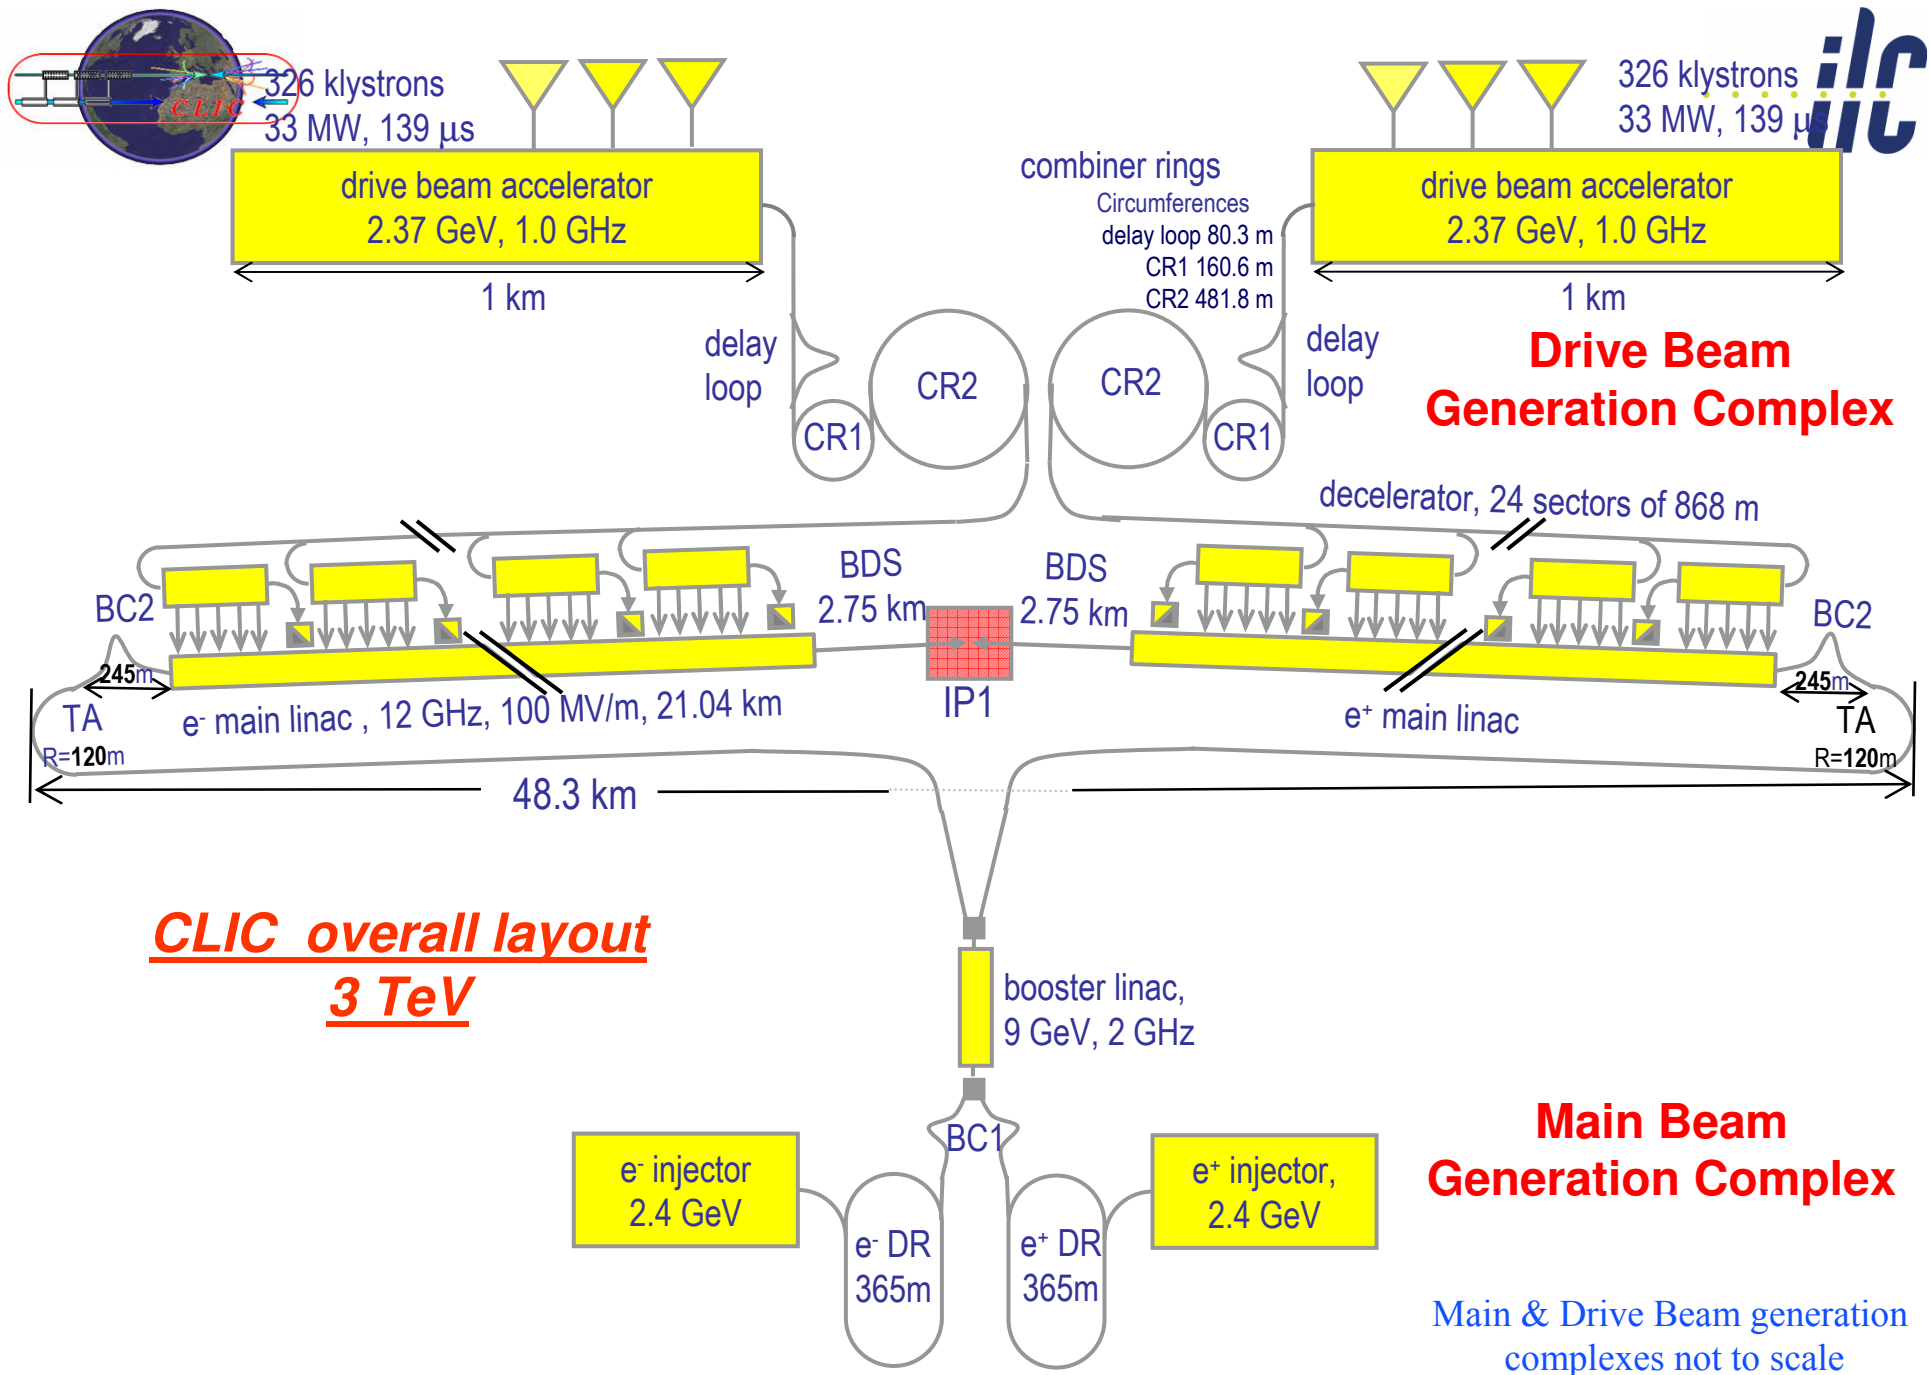 CLIC
ilc
326 klystrons
33 MW, 139 μs
326 klystrons
33 MW, 139 μs
drive beam accelerator
2.37 GeV, 1.0 GHz
1 km
combiner rings
Circumferences
delay loop 80.3 m
CR1 160.6 m
CR2 481.8 m
drive beam accelerator
2.37 GeV, 1.0 GHz
1 km
delay
loop
CR1
CR2
CR2
CR1
delay
loop
Drive Beam
Generation Complex
decelerator, 24 sectors of 868 m
BC2
245m
TA
R=120m
BDS
2.75 km
IP1
BDS
2.75 km
BC2
245m
TA
R=120m
e- main linac , 12 GHz, 100 MV/m, 21.04 km
e+ main linac
48.3 km
CLIC overall layout
3 TeV
booster linac,
9 GeV, 2 GHz
BC1
e- injector
2.4 GeV
e- DR
365m
e+ DR
365m
e+ injector,
2.4 GeV
Main Beam
Generation Complex
Main & Drive Beam generation
complexes not to scale